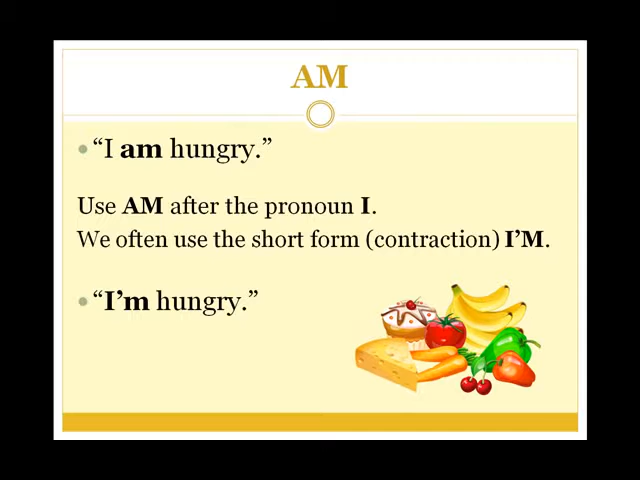 AM
• “I am hungry.”
Use AM after the pronoun I.
We often use the short form (contraction) I’M.
• “I’m hungry.”